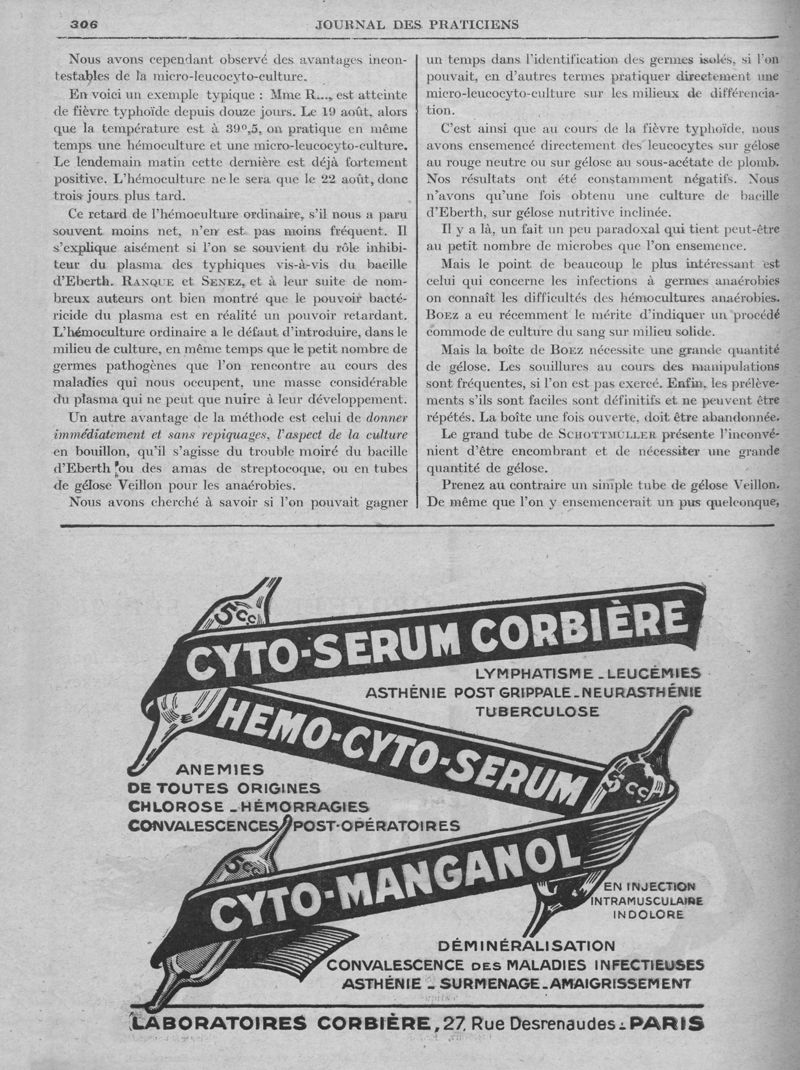 306
JOURNAL DES PRATICIENS
Nous avons cependant observé des avantages incon-
testables de la micro-leucocyto-culture.
En voici un exemple typique : Mme R..., est atteinte
de fièvre typhoïde depuis douze jours. Le 19 août, alors
que la température est à 39°,5, on pratique en même
temps une hémoculture et une micro-leucocyto-culture.
Le lendemain matin cette dernière est déjà fortement
positive. L'hémoculture ne le sera que le 22 août, donc
trois jours plus tard.
Ce retard de l'hémoculture ordinaire, s'il nous a paru
souvent moins net, n'en est pas moins fréquent. Il
s'explique aisément si l'on se souvient du rôle inhibi-
teur du plasma des typhiques vis-à-vis du bacille
d'Eberth. RANQUE et SENEZ, et à leur suite de nom-
breux auteurs ont bien montré que le pouvoir bacté-
ricide du plasma est en réalité un pouvoir retardant.
L'hémoculture ordinaire a le défaut d'introduire, dans le
milieu de culture, en même temps que le petit nombre de
germes pathogènes que l'on rencontre au cours des
maladies qui nous occupent, une masse considérable
du plasma qui ne peut que nuire à leur développement.
Un autre avantage de la méthode est celui de donner
immédiatement et sans repiquages, l'aspect de la culture
en bouillon, qu'il s'agisse du trouble moiré du bacille
d'Eberth ou des amas de streptocoque, ou en tubes
de gélose Veillon pour les anaérobies.
Nous avons cherché à savoir si l'on pouvait gagner
un temps dans l'identification des germes isolés, si l'on
pouvait, en d'autres termes pratiquer directement une
micro-leucocyto-culture sur les milieux de différencia-
tion.
C'est ainsi que au cours de la fièvre typhoïde, nous
avons ensemencé directement des leucocytes sur gélose
au rouge neutre ou sur gélose au sous-acétate de plomb.
Nos résultats ont été constamment négatifs. Nous
n'avons qu'une fois obtenu une culture de bacille
d'Eberth, sur gélose nutritive inclinée.
Il y a là, un fait un peu paradoxal qui tient peut-être
au petit nombre de microbes que l'on ensemence.
Mais le point de beaucoup le plus intéressant est
celui qui concerne les infections à germes anaérobies
on connaît les difficultés des hémocultures anaérobies.
BOEZ a eu récemment le mérite d'indiquer un procédé
commode de culture du sang sur milieu solide.
Mais la boîte de BOEZ nécessite une grande quantité
de gélose. Les souillures au cours des manipulations
sont fréquentes, si l'on est pas exercé. Enfin, les prélève-
ments s'ils sont faciles sont définitifs et ne peuvent être
répétés. La boîte une fois ouverte, doit être abandonnée.
Le grand tube de SCHOTTMULLER présente l'inconvé-
nient d'être encombrant et de nécessiter une grande
quantité de gélose.
Prenez au contraire un simple tube de gélose Veillon.
De même que l'on y ensemencerait un pus quelconque,
5cc.
CYTO-SERUM CORBIÈRE
LYMPHATISME - LEUCÉMIES
ASTHÉNIE POST GRIPPALE - NEURASTHÉNIE
TUBERCULOSE
HEMO-CYTO-SERUM
5cc.
ANEMIES
DE TOUTES ORIGINES
CHLOROSE - HÉMORRAGIES
CONVALESCENCES POST-OPÉRATOIRES
5cc
CYTO-MANGANOL
EN INJECTION
INTRAMUSCULAIRE
INDOLORE
DÉMINÉRALISATION
CONVALESCENCE DES MALADIES INFECTIEUSES
ASTHÉNIE - SURMENAGE - AMAIGRISSEMENT
LABORATOIRES CORBIÈRE, 27, Rue Desrenaudes - PARIS